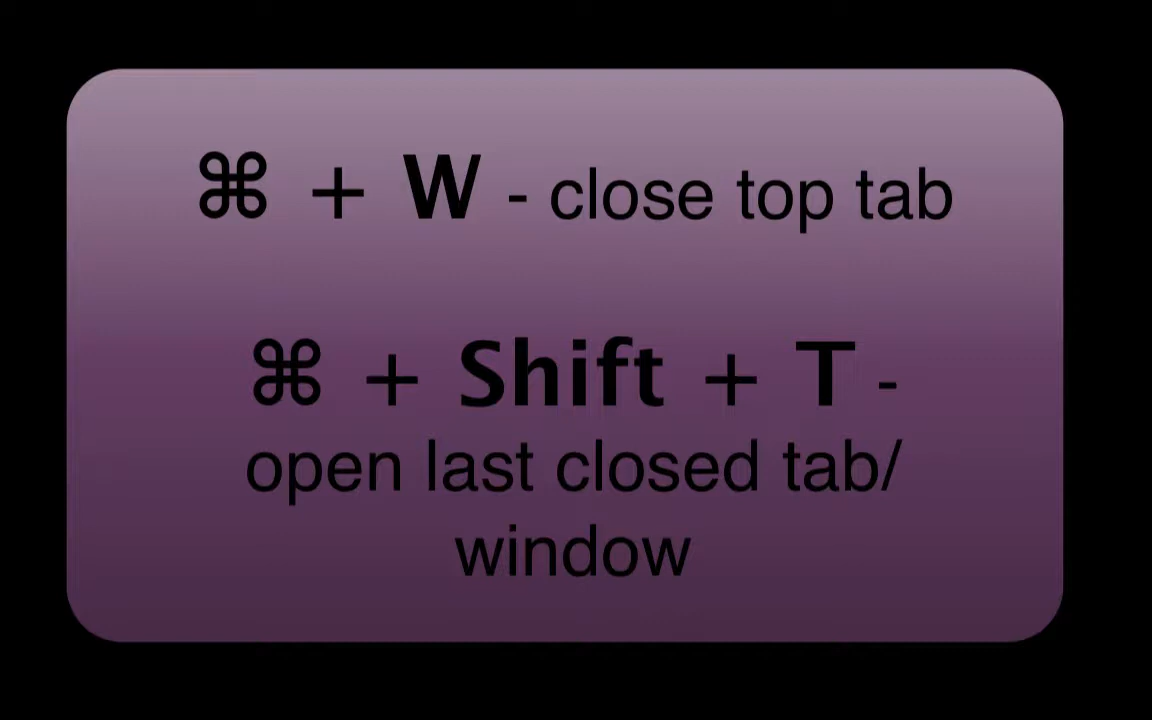 ⌘ + W - close top tab
⌘ + Shift + T -
open last closed tab/
window